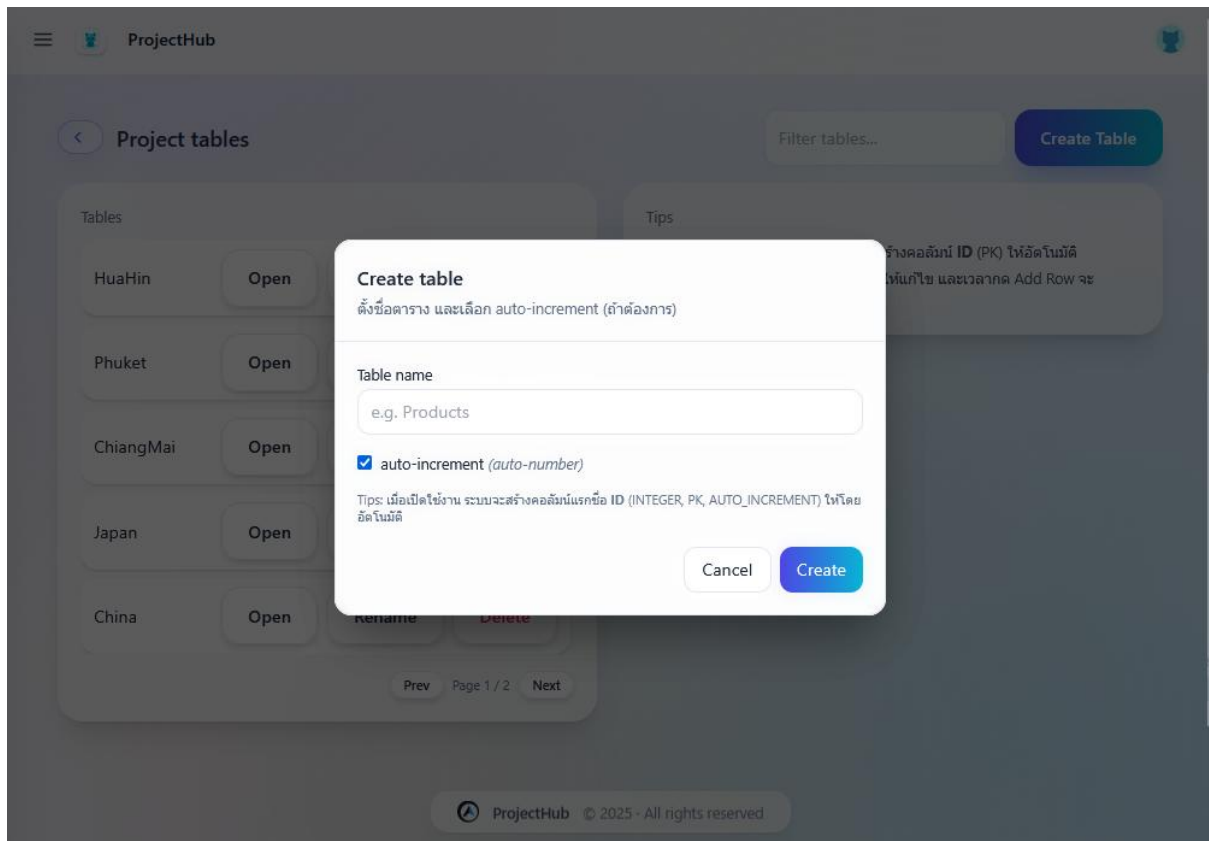 ProjectHub
Project tables
Filter tables...
Create Table
Tables
Tips
HuaHin
Open
Phuket
Open
ChiangMai
Open
Japan
Open
China
Open
Rename
Delete
Prev
Page 1 / 2
Next
ร้างคอลัมน์ ID (PK) ให้อัตโนมัติ
ให้แก้ไข และเวลากด Add Row จะ
Create table
ตั้งชื่อตาราง และเลือก auto-increment (ถ้าต้องการ)
Table name
e.g. Products
auto-increment (auto-number)
Tips: เมื่อเปิดใช้งาน ระบบจะสร้างคอลัมน์แรกชื่อ ID (INTEGER, PK, AUTO_INCREMENT) ให้โดย
อัตโนมัติ
Cancel
Create
ProjectHub © 2025 - All rights reserved